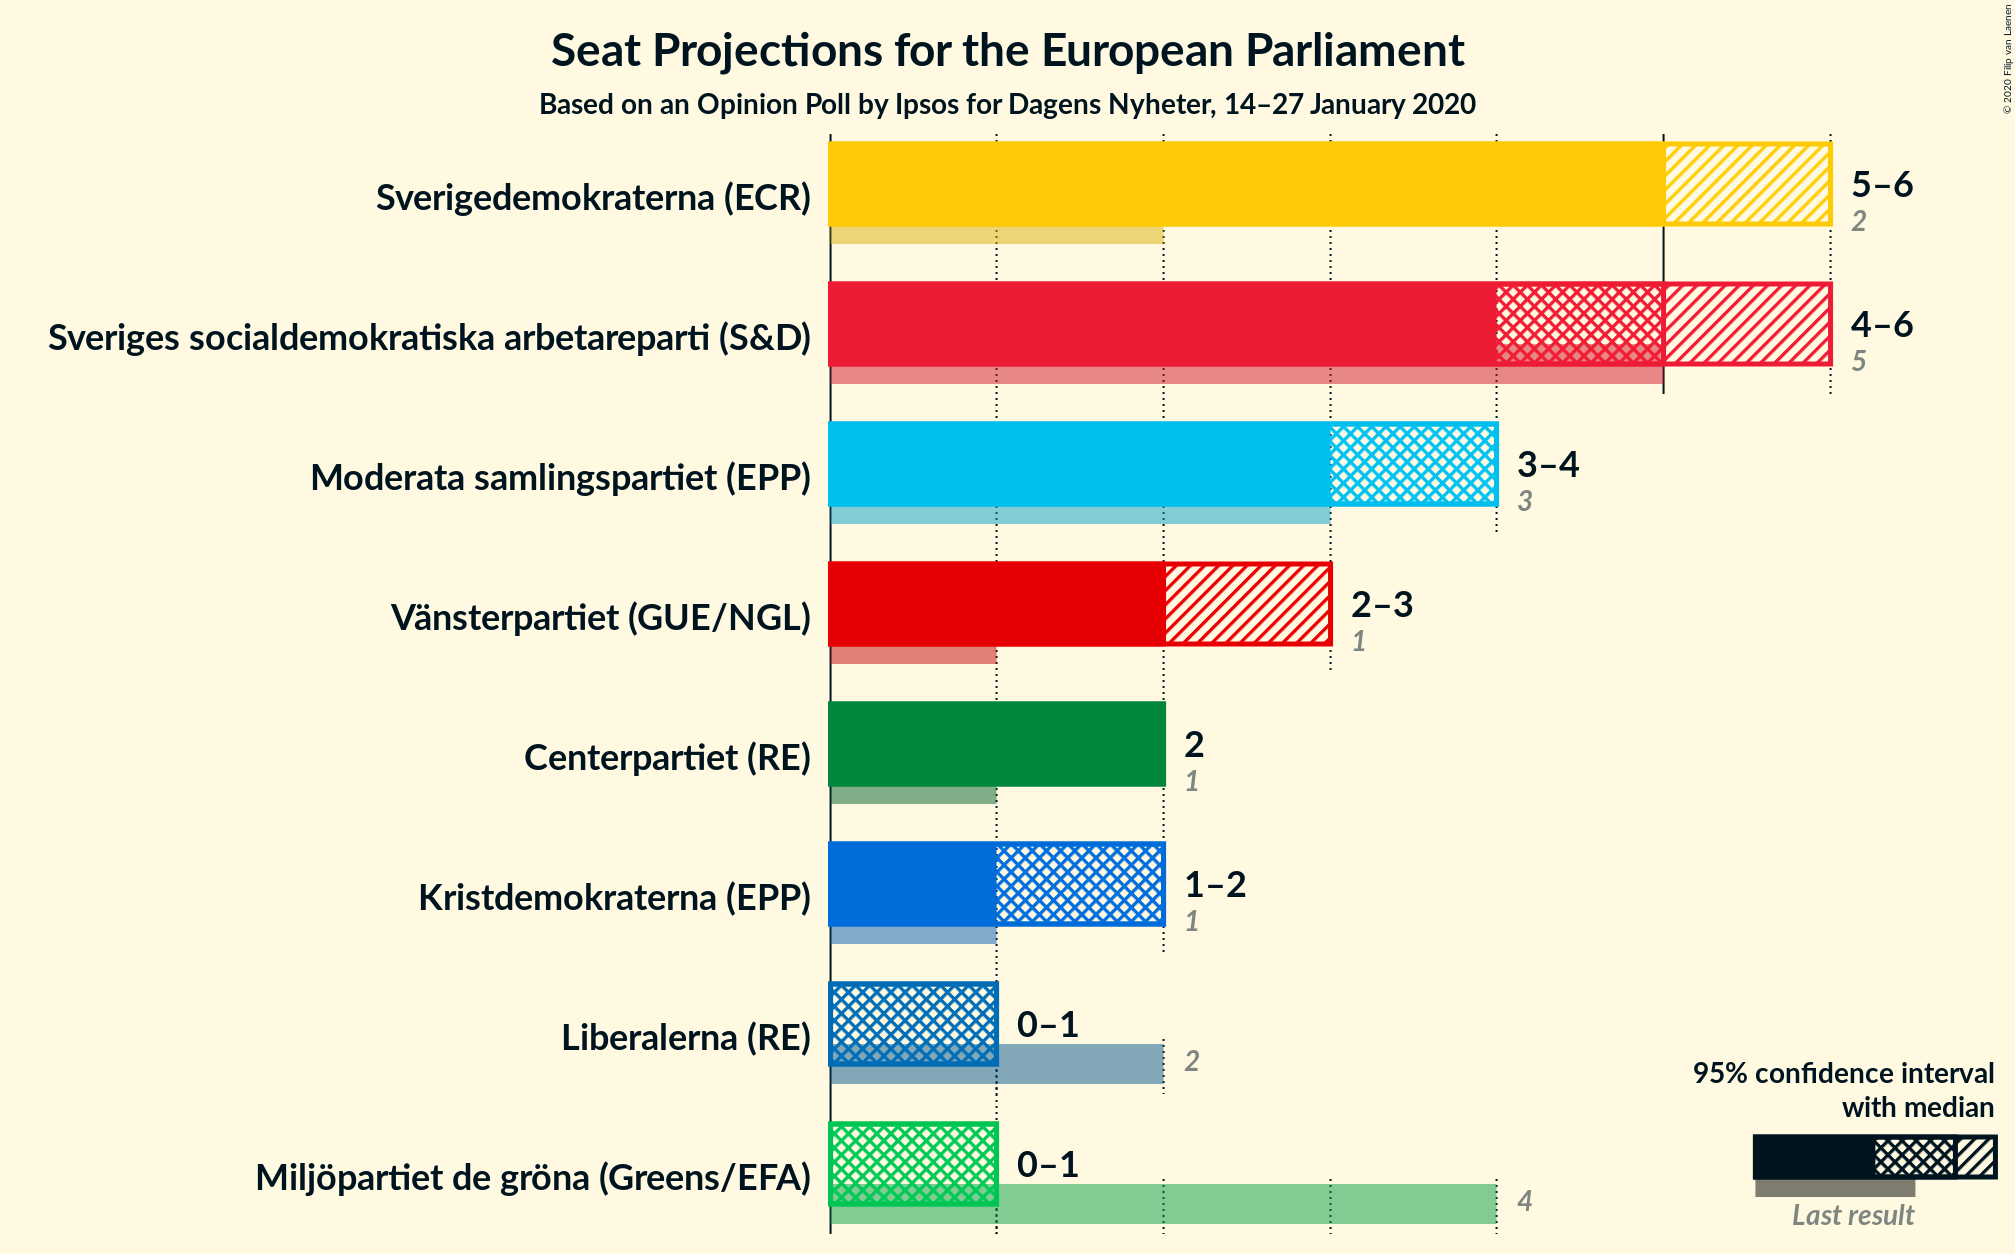 Seat Projections for the European Parliament
Based on an Opinion Poll by Ipsos for Dagens Nyheter, 14–27 January 2020
© 2020 Filip van Laenen
Sverigedemokraterna (ECR)
5–6
2
Sveriges socialdemokratiska arbetareparti (S&D)
4–6
5
Moderata samlingspartiet (EPP)
3–4
3
Vänsterpartiet (GUE/NGL)
2–3
1
Centerpartiet (RE)
2
1
Kristdemokraterna (EPP)
1–2
1
Liberalerna (RE)
0–1
2
Miljöpartiet de gröna (Greens/EFA)
0–1
4
95% confidence interval
with median
Last result